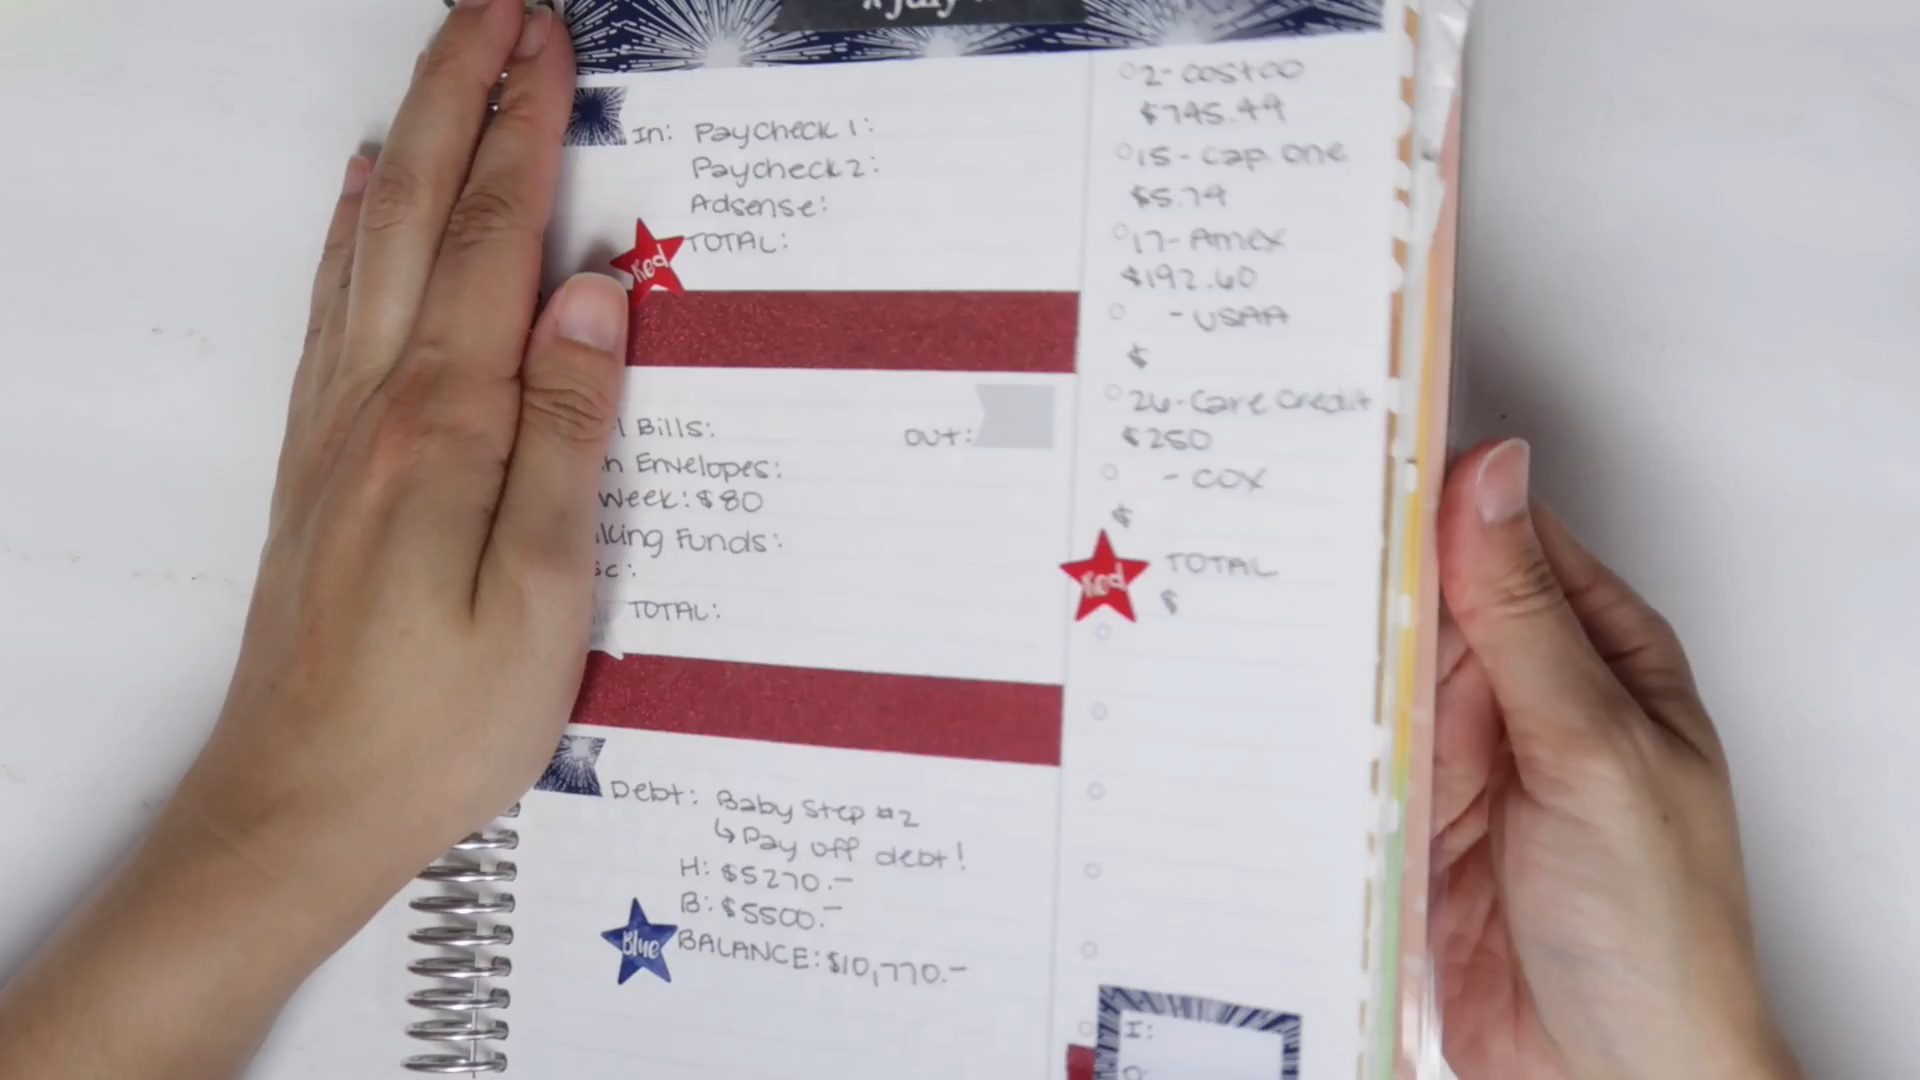 July
In: Paycheck 1:
Paycheck 2:
Adsense:
TOTAL:
Red
Bills:
OUT:
Envelopes:
Week: $80
Funds:
TOTAL:
Debt: Baby Step #2
↳ Pay off debt!
H: $5270.-
B: $5500.-
Blue
BALANCE: $10,770.-
2- Costco
$745.49
15- Cap. One
$5.79
17- Amex
$192.60
- USAA
$
26- Care Credit
$250
- COX
$
Red
TOTAL
$
I: